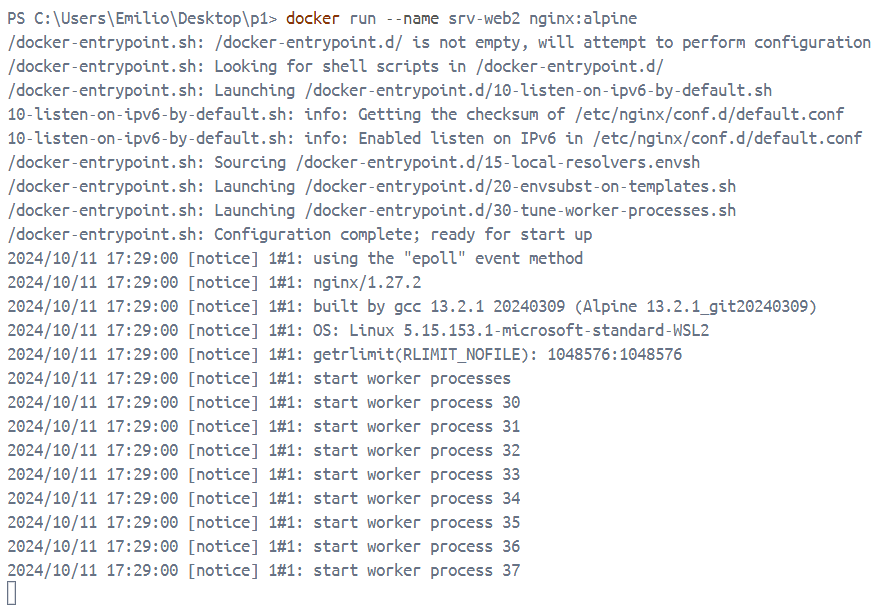 PS C:\Users\Emilio\Desktop\p1> docker run --name srv-web2 nginx:alpine
/docker-entrypoint.sh: /docker-entrypoint.d/ is not empty, will attempt to perform configuration
/docker-entrypoint.sh: Looking for shell scripts in /docker-entrypoint.d/
/docker-entrypoint.sh: Launching /docker-entrypoint.d/10-listen-on-ipv6-by-default.sh
10-listen-on-ipv6-by-default.sh: info: Getting the checksum of /etc/nginx/conf.d/default.conf
10-listen-on-ipv6-by-default.sh: info: Enabled listen on IPv6 in /etc/nginx/conf.d/default.conf
/docker-entrypoint.sh: Sourcing /docker-entrypoint.d/15-local-resolvers.envsh
/docker-entrypoint.sh: Launching /docker-entrypoint.d/20-envsubst-on-templates.sh
/docker-entrypoint.sh: Launching /docker-entrypoint.d/30-tune-worker-processes.sh
/docker-entrypoint.sh: Configuration complete; ready for start up
2024/10/11 17:29:00 [notice] 1#1: using the "epoll" event method
2024/10/11 17:29:00 [notice] 1#1: nginx/1.27.2
2024/10/11 17:29:00 [notice] 1#1: built by gcc 13.2.1 20240309 (Alpine 13.2.1_git20240309)
2024/10/11 17:29:00 [notice] 1#1: OS: Linux 5.15.153.1-microsoft-standard-WSL2
2024/10/11 17:29:00 [notice] 1#1: getrlimit(RLIMIT_NOFILE): 1048576:1048576
2024/10/11 17:29:00 [notice] 1#1: start worker processes
2024/10/11 17:29:00 [notice] 1#1: start worker process 30
2024/10/11 17:29:00 [notice] 1#1: start worker process 31
2024/10/11 17:29:00 [notice] 1#1: start worker process 32
2024/10/11 17:29:00 [notice] 1#1: start worker process 33
2024/10/11 17:29:00 [notice] 1#1: start worker process 34
2024/10/11 17:29:00 [notice] 1#1: start worker process 35
2024/10/11 17:29:00 [notice] 1#1: start worker process 36
2024/10/11 17:29:00 [notice] 1#1: start worker process 37